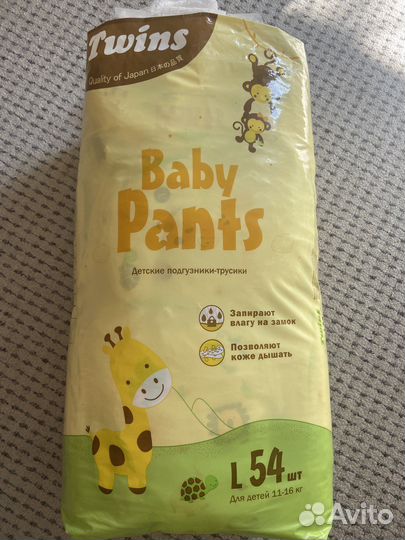 Twins
Quality of Japan 日本の品質
Baby
Pants
Детские подгузники-трусики
Запирают
влагу на замок
Позволяют
коже дышать
L 54 шт
Для детей 11-16 кг
Avito